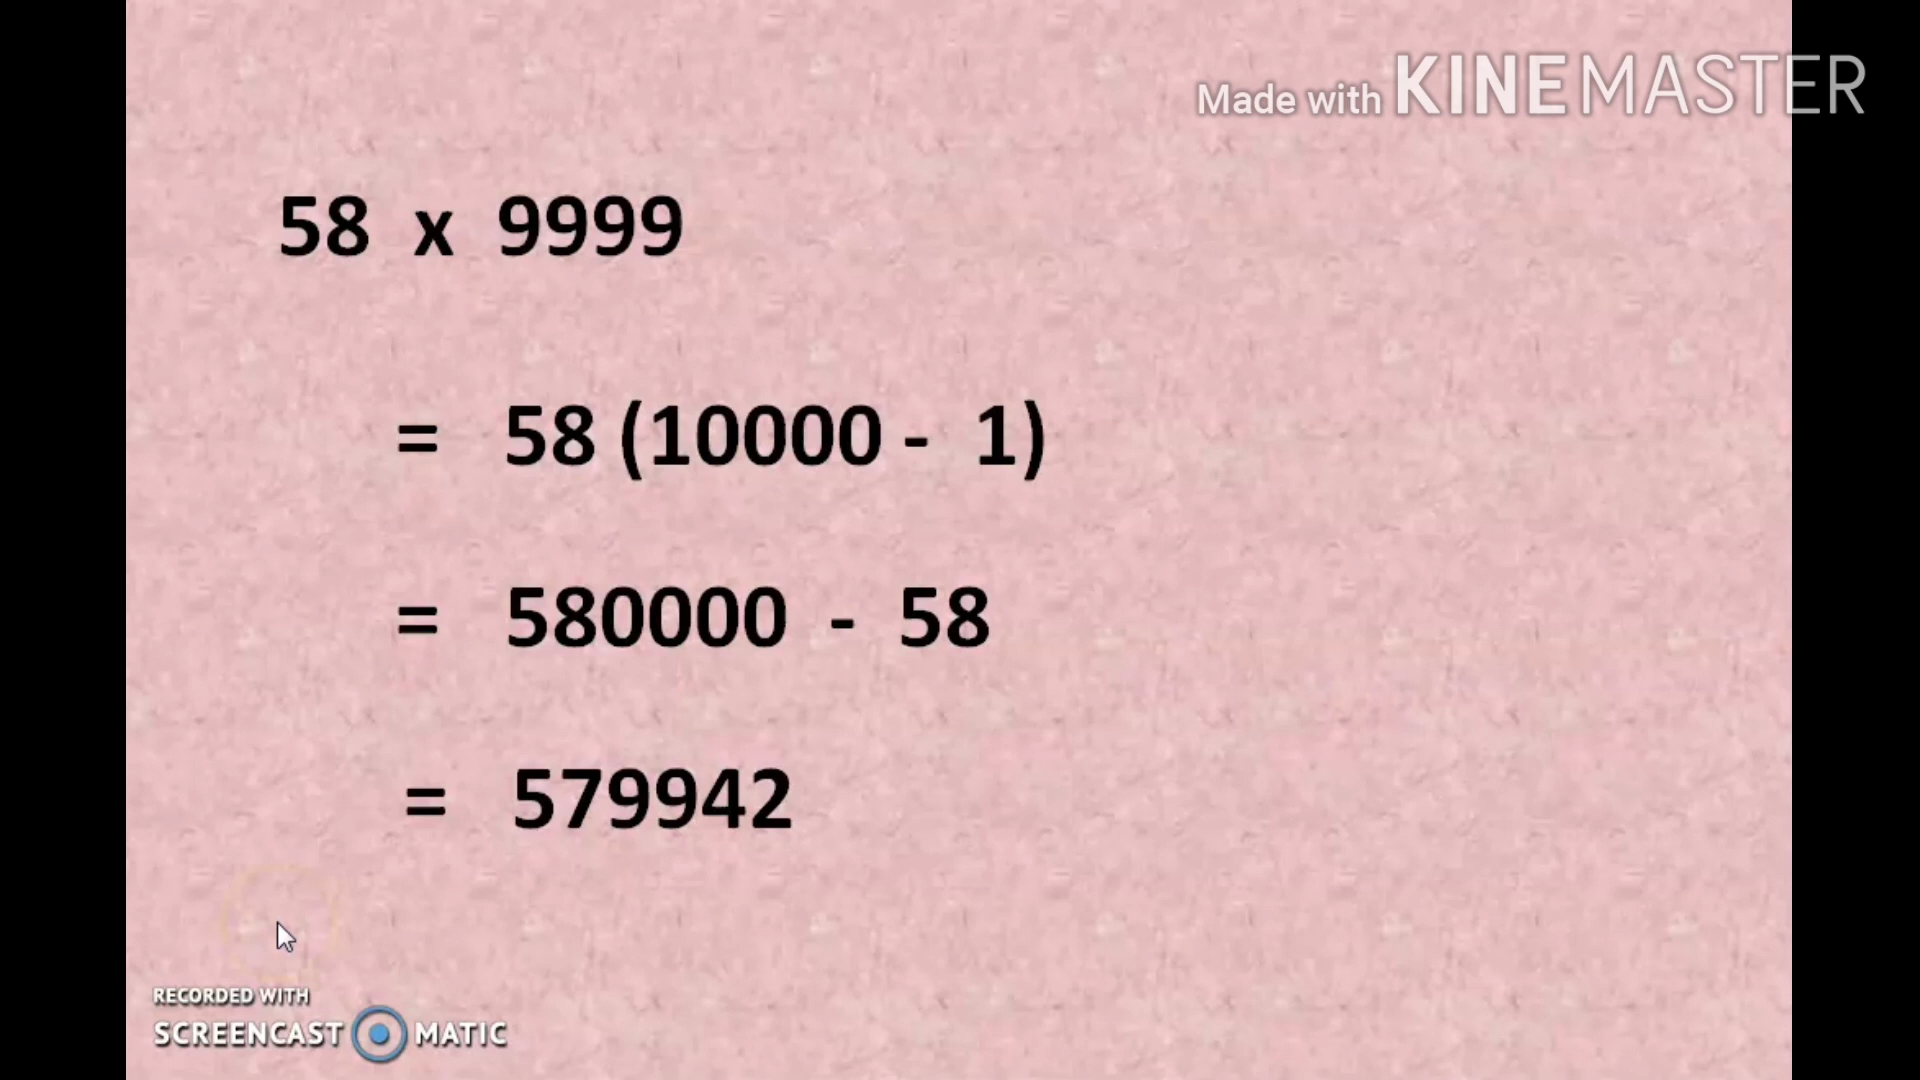 Made with KINEMASTER
58 x 9999
= 58 (10000 - 1)
= 580000 - 58
= 579942
RECORDED WITH
SCREENCAST MATIC